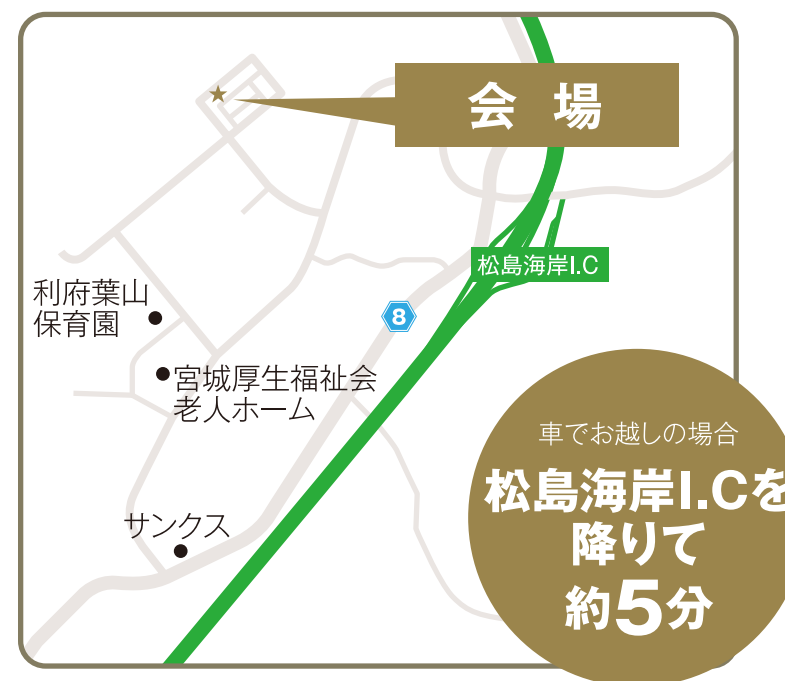 会場
松島海岸I.C
利府葉山
保育園
8
宮城厚生福祉会
老人ホーム
サンクス
車でお越しの場合
松島海岸I.Cを
降りて
約5分